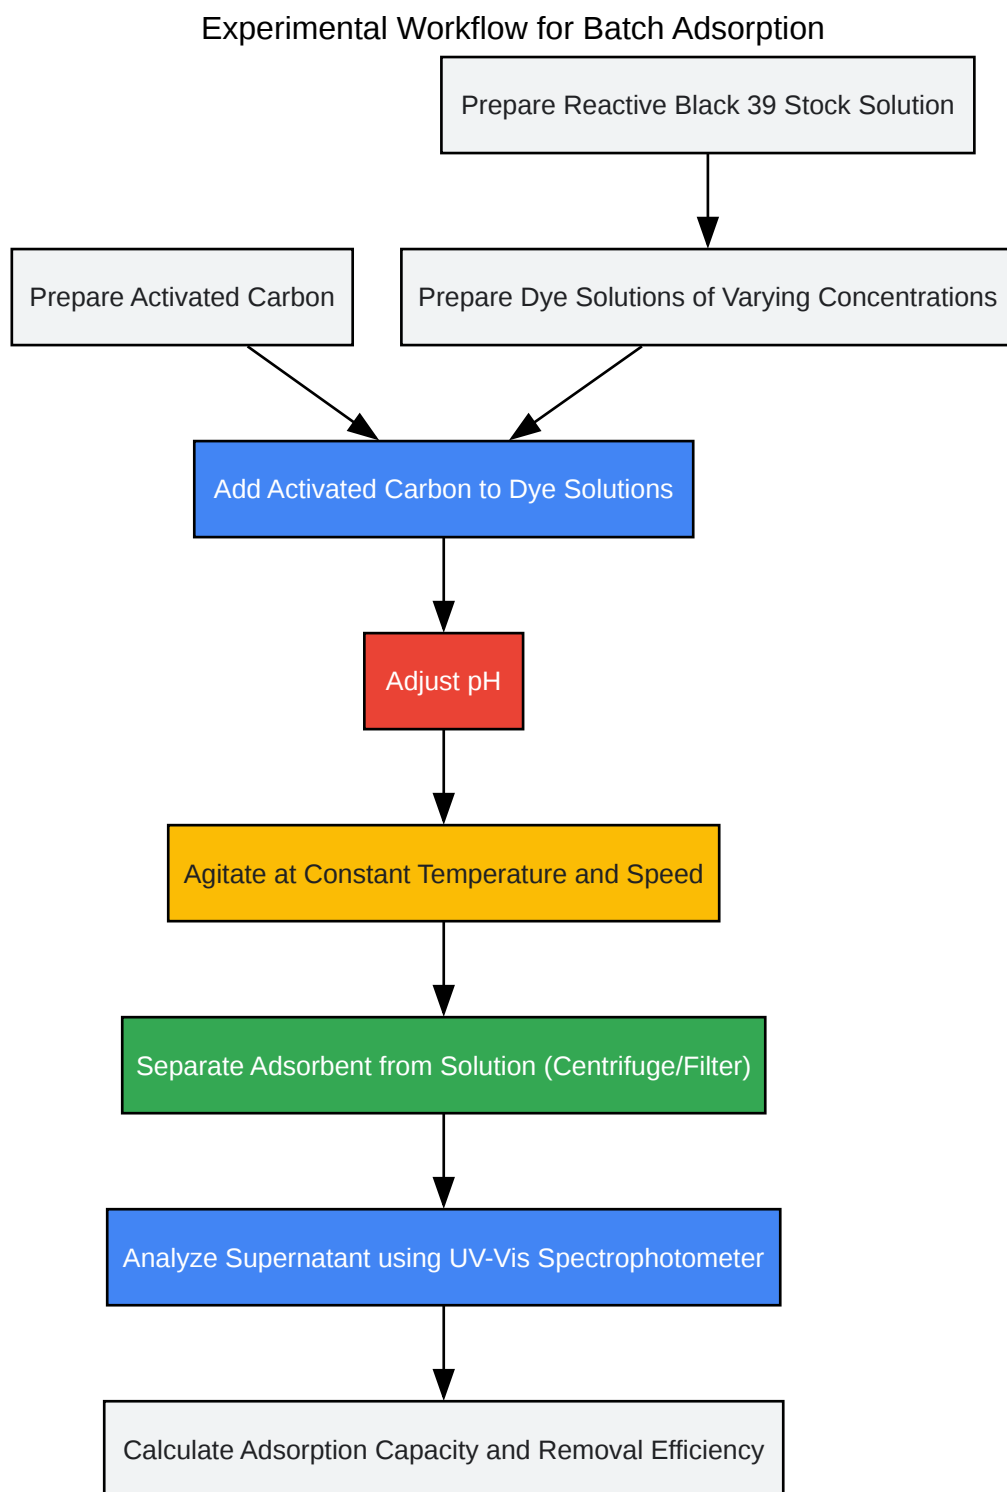 Experimental Workflow for Batch Adsorption
Prepare Reactive Black 39 Stock Solution
Prepare Activated Carbon
Prepare Dye Solutions of Varying Concentrations
Add Activated Carbon to Dye Solutions
Adjust pH
Agitate at Constant Temperature and Speed
Separate Adsorbent from Solution (Centrifuge/Filter)
Analyze Supernatant using UV-Vis Spectrophotometer
Calculate Adsorption Capacity and Removal Efficiency